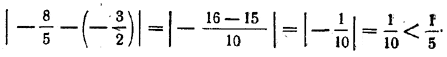 | − 8/5 − (− 3/2) | = | − (16 − 15)/10 | = | − 1/10 | = 1/10 < 1/5.